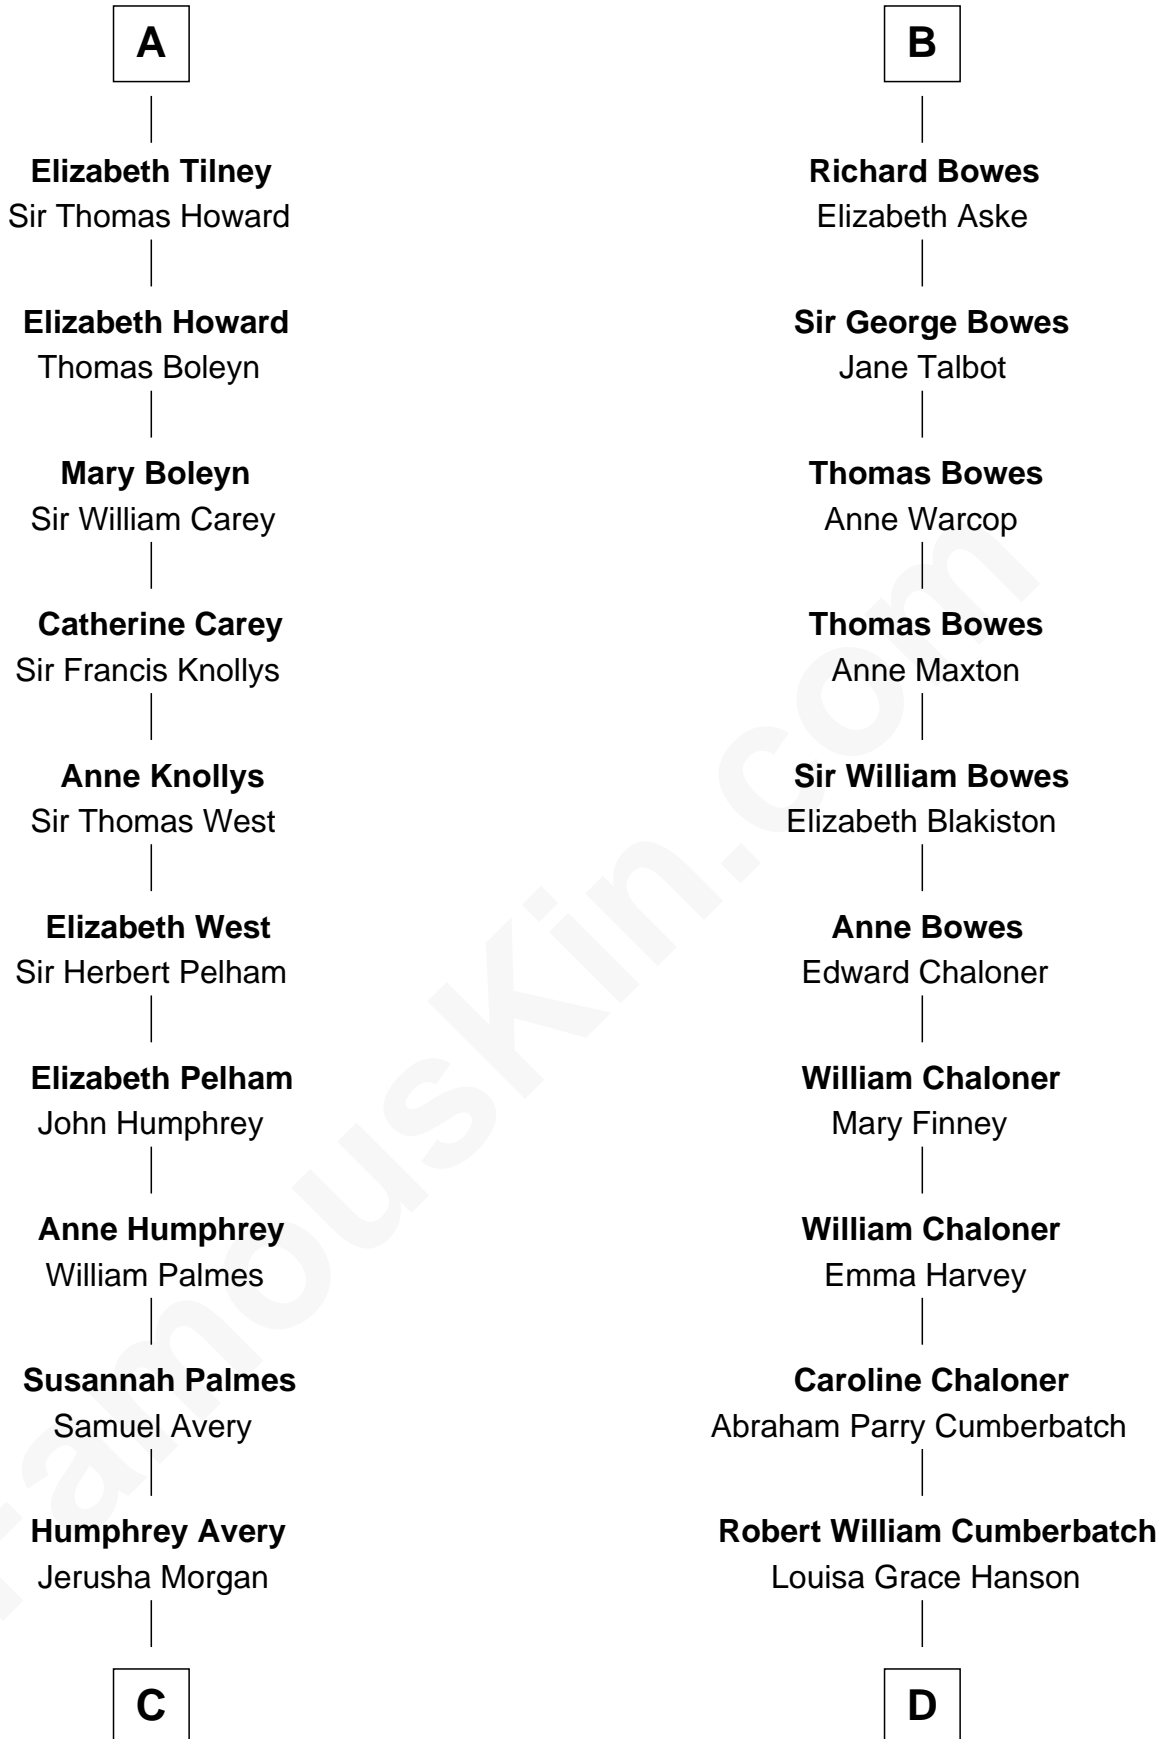 A
Elizabeth Tilney
Sir Thomas Howard
Elizabeth Howard
Thomas Boleyn
Mary Boleyn
Sir William Carey
Catherine Carey
Sir Francis Knollys
Anne Knollys
Sir Thomas West
Elizabeth West
Sir Herbert Pelham
Elizabeth Pelham
John Humphrey
Anne Humphrey
William Palmes
Susannah Palmes
Samuel Avery
Humphrey Avery
Jerusha Morgan
C
B
Richard Bowes
Elizabeth Aske
Sir George Bowes
Jane Talbot
Thomas Bowes
Anne Warcop
Thomas Bowes
Anne Maxton
Sir William Bowes
Elizabeth Blakiston
Anne Bowes
Edward Chaloner
William Chaloner
Mary Finney
William Chaloner
Emma Harvey
Caroline Chaloner
Abraham Parry Cumberbatch
Robert William Cumberbatch
Louisa Grace Hanson
D
FamousKin.com